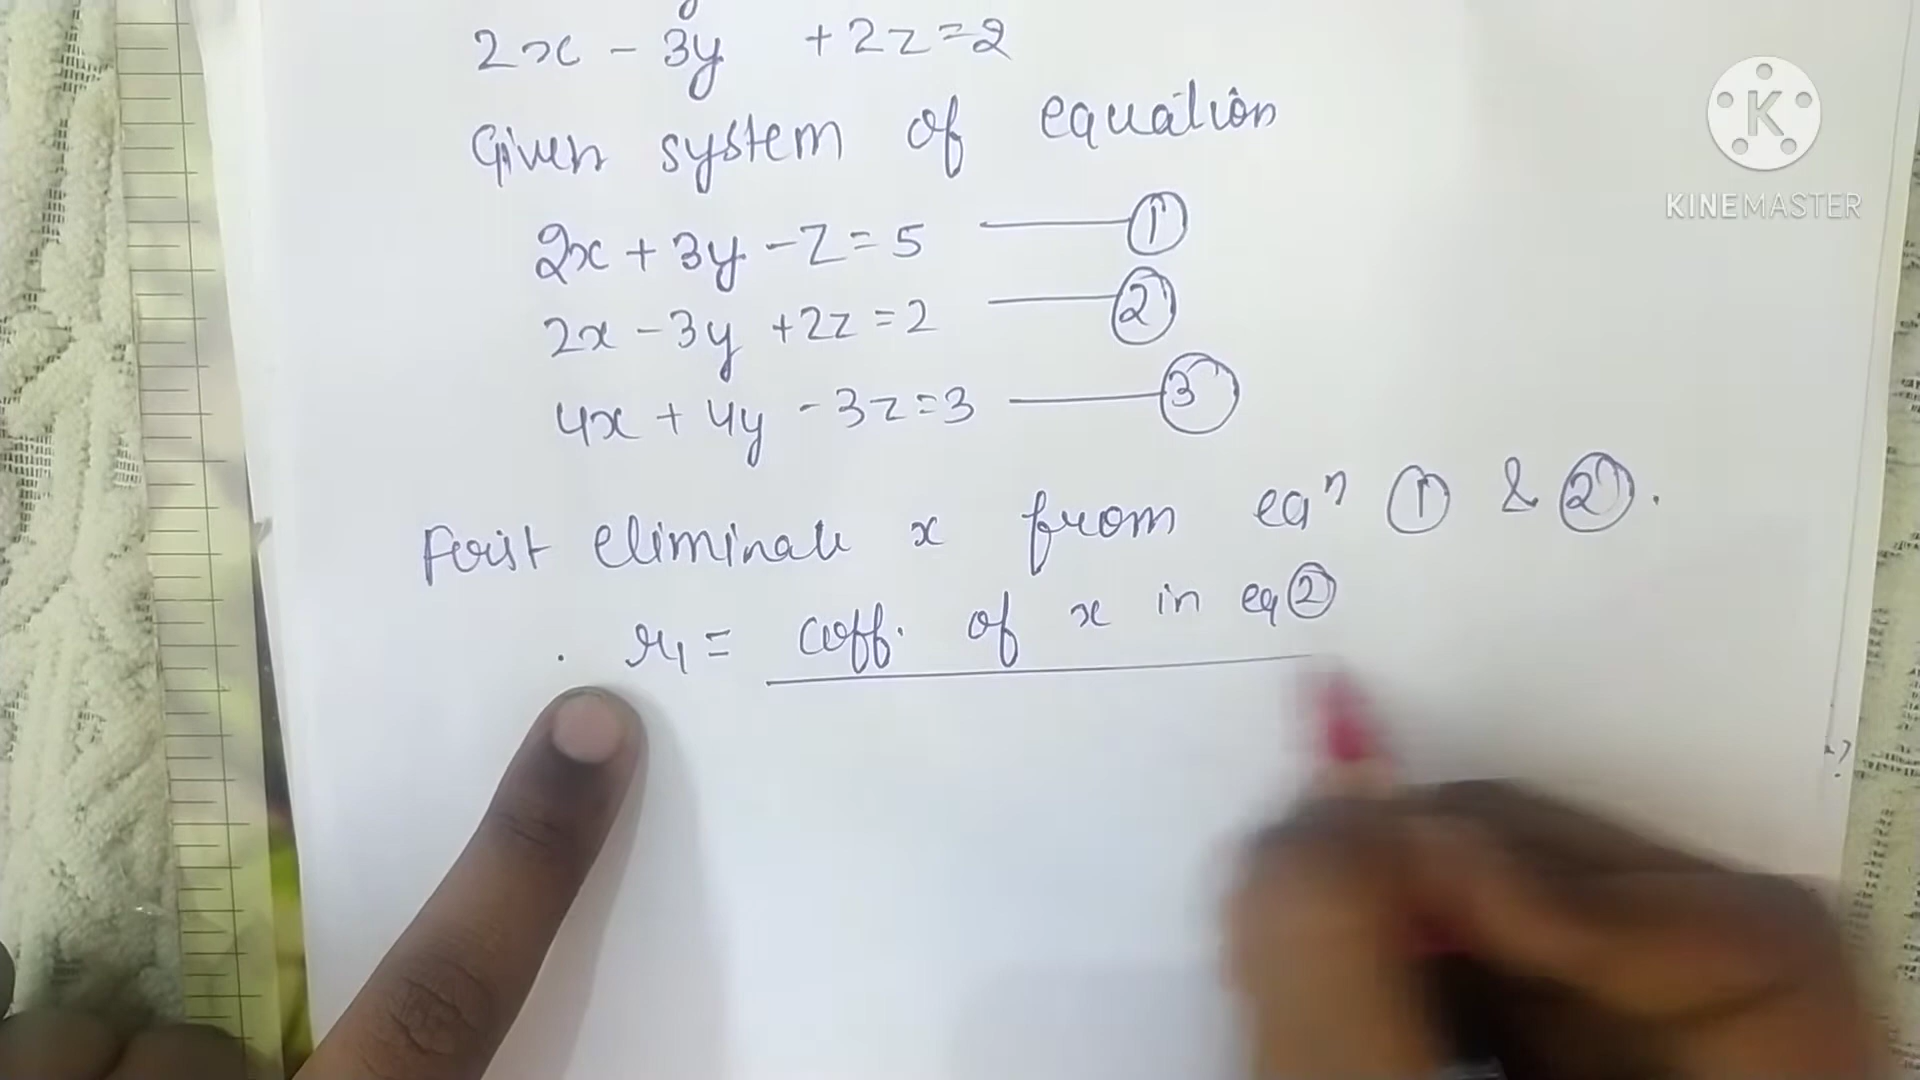 2x - 3y + 2z = 2
Given system of equation
2x + 3y - z = 5 ——— ①
2x - 3y + 2z = 2 ——— ②
4x + 4y - 3z = 3 ——— ③
First eliminate x from eqⁿ ① & ②.
r₁ = coff. of x in eq ②
K
KINEMASTER